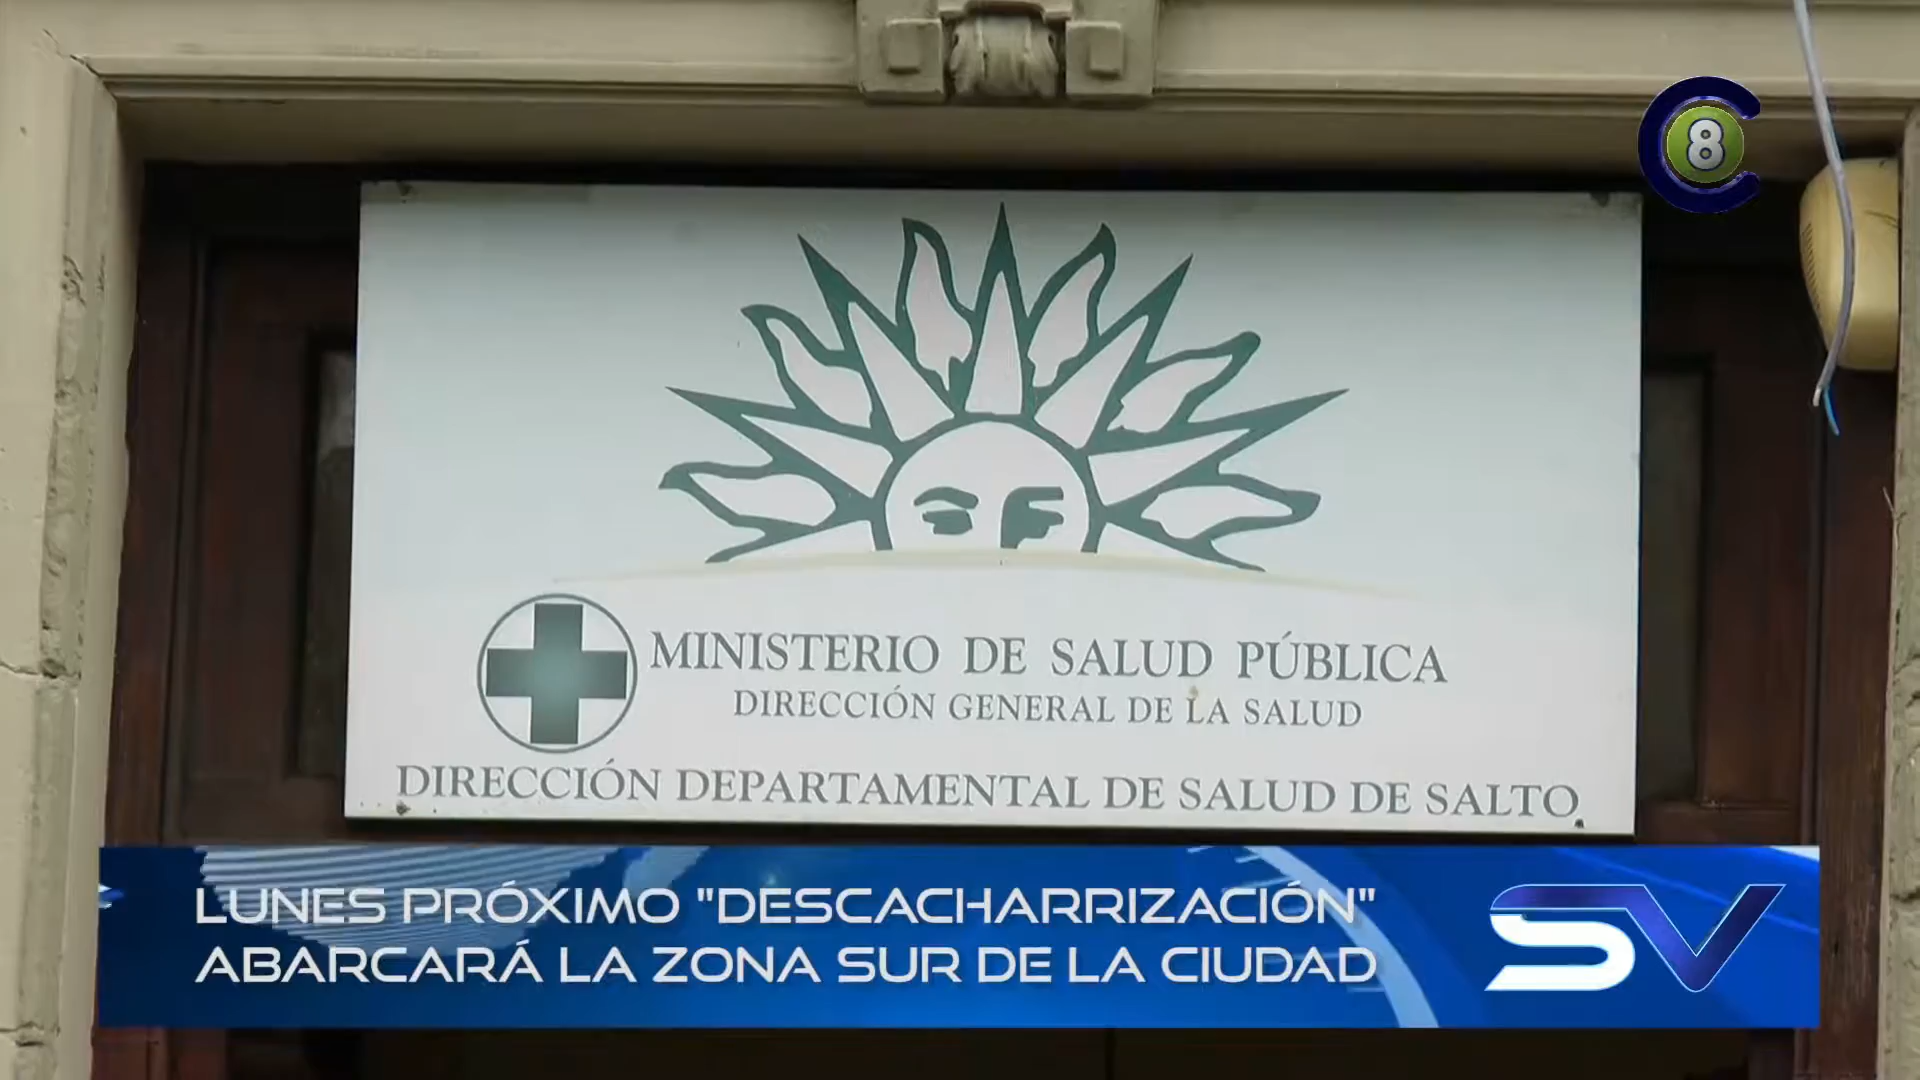 8
MINISTERIO DE SALUD PÚBLICA
DIRECCIÓN GENERAL DE LA SALUD
DIRECCIÓN DEPARTAMENTAL DE SALUD DE SALTO
LUNES PRÓXIMO "DESCACHARRIZACIÓN"
ABARCARÁ LA ZONA SUR DE LA CIUDAD
SV